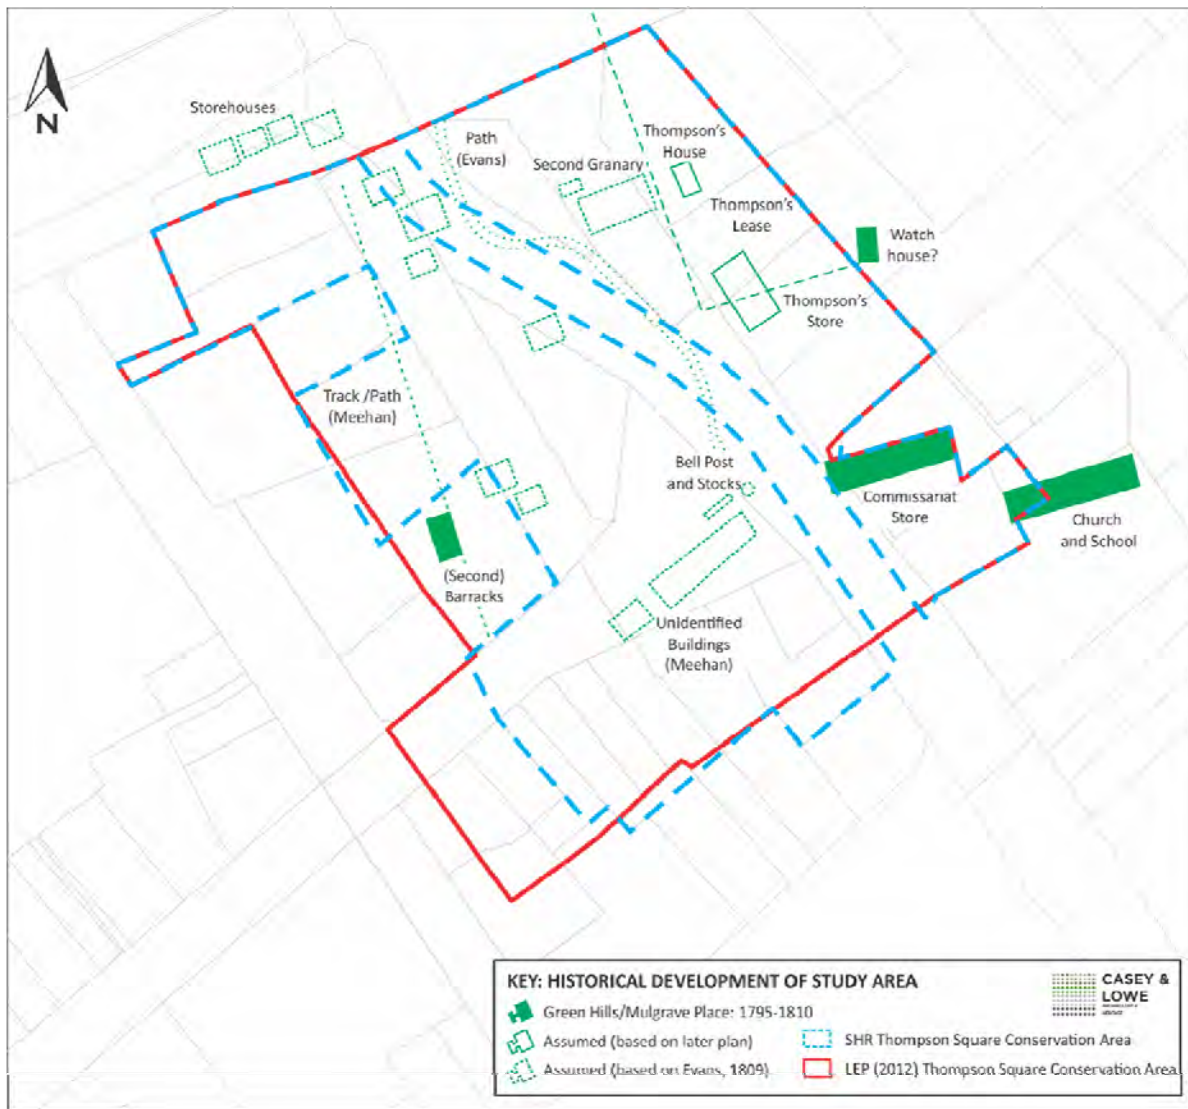 N
Storehouses
Path
(Evans)
Second Granary
Thompson's
House
Thompson's
Lease
Watch
house?
Thompson's
Store
Track /Path
(Meehan)
Bell Post
and Stocks
Commissariat
Store
Church
and School
(Second)
Barracks
Unidentified
Buildings
(Meehan)
KEY: HISTORICAL DEVELOPMENT OF STUDY AREA
Green Hills/Mulgrave Place: 1795-1810
Assumed (based on later plan)
Assumed (based on Evans, 1809)
SHR Thompson Square Conservation Area
LEP (2012) Thompson Square Conservation Area
CASEY &
LOWE